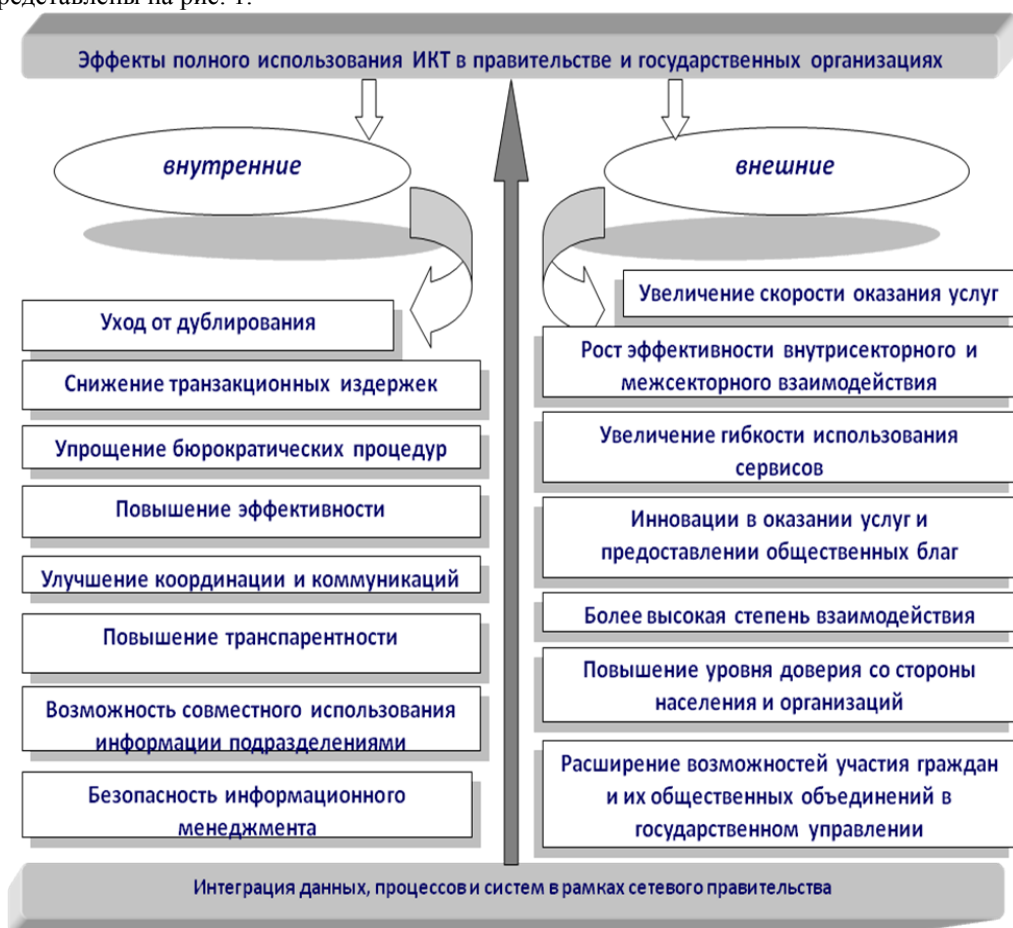 представлены на рис. 1.
Эффекты полного использования ИКТ в правительстве и государственных организациях
внутренние
внешние
Уход от дублирования
Снижение транзакционных издержек
Упрощение бюрократических процедур
Повышение эффективности
Улучшение координации и коммуникаций
Повышение транспарентности
Возможность совместного использования
информации подразделениями
Безопасность информационного
менеджмента
Увеличение скорости оказания услуг
Рост эффективности внутрисекторного и
межсекторного взаимодействия
Увеличение гибкости использования
сервисов
Инновации в оказании услуг и
предоставлении общественных благ
Более высокая степень взаимодействия
Повышение уровня доверия со стороны
населения и организаций
Расширение возможностей участия граждан
и их общественных объединений в
государственном управлении
Интеграция данных, процессов и систем в рамках сетевого правительства